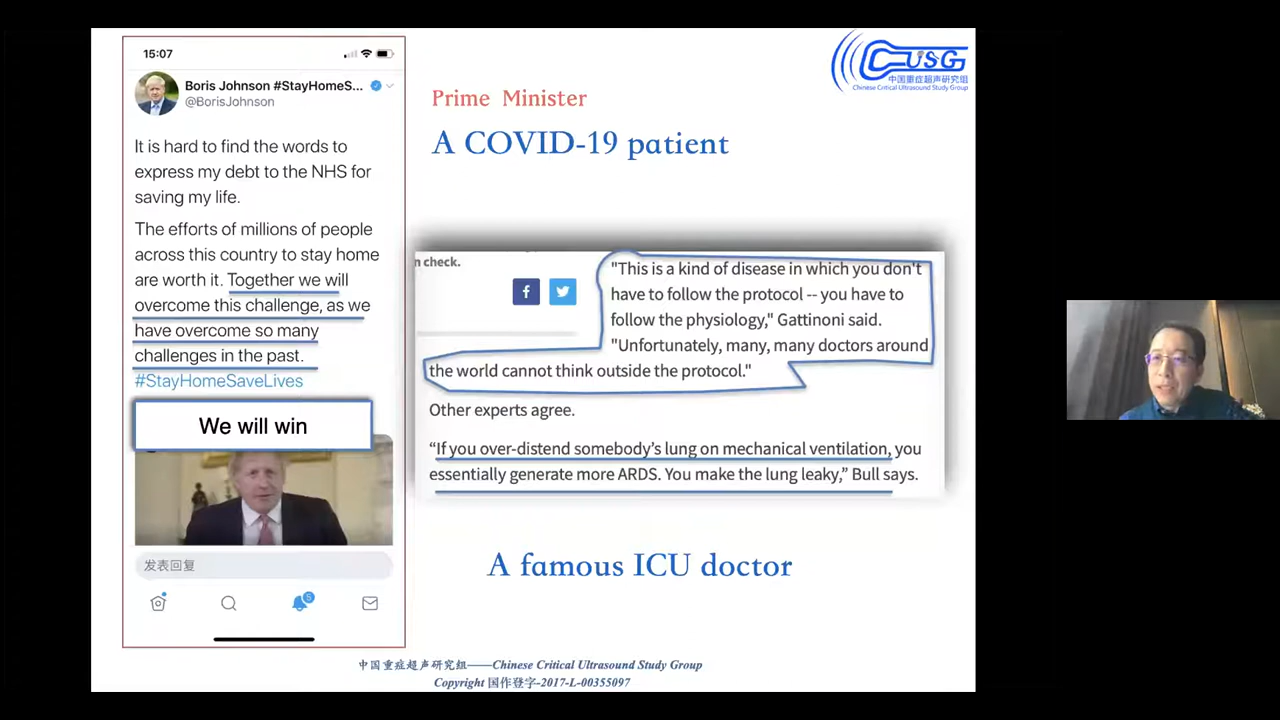 15:07
Boris Johnson #StayHomeS...
@BorisJohnson
It is hard to find the words to
express my debt to the NHS for
saving my life.
The efforts of millions of people
across this country to stay home
are worth it. Together we will
overcome this challenge, as we
have overcome so many
challenges in the past.
#StayHomeSaveLives
We will win
发表回复
5
CUSG
中国重症超声研究组
Chinese Critical Ultrasound Study Group
Prime Minister
A COVID-19 patient
n check.
"This is a kind of disease in which you don't
have to follow the protocol -- you have to
follow the physiology," Gattinoni said.
"Unfortunately, many, many doctors around
the world cannot think outside the protocol."
Other experts agree.
“If you over-distend somebody’s lung on mechanical ventilation, you
essentially generate more ARDS. You make the lung leaky,” Bull says.
A famous ICU doctor
中国重症超声研究组——Chinese Critical Ultrasound Study Group
Copyright 国作登字-2017-L-00355097